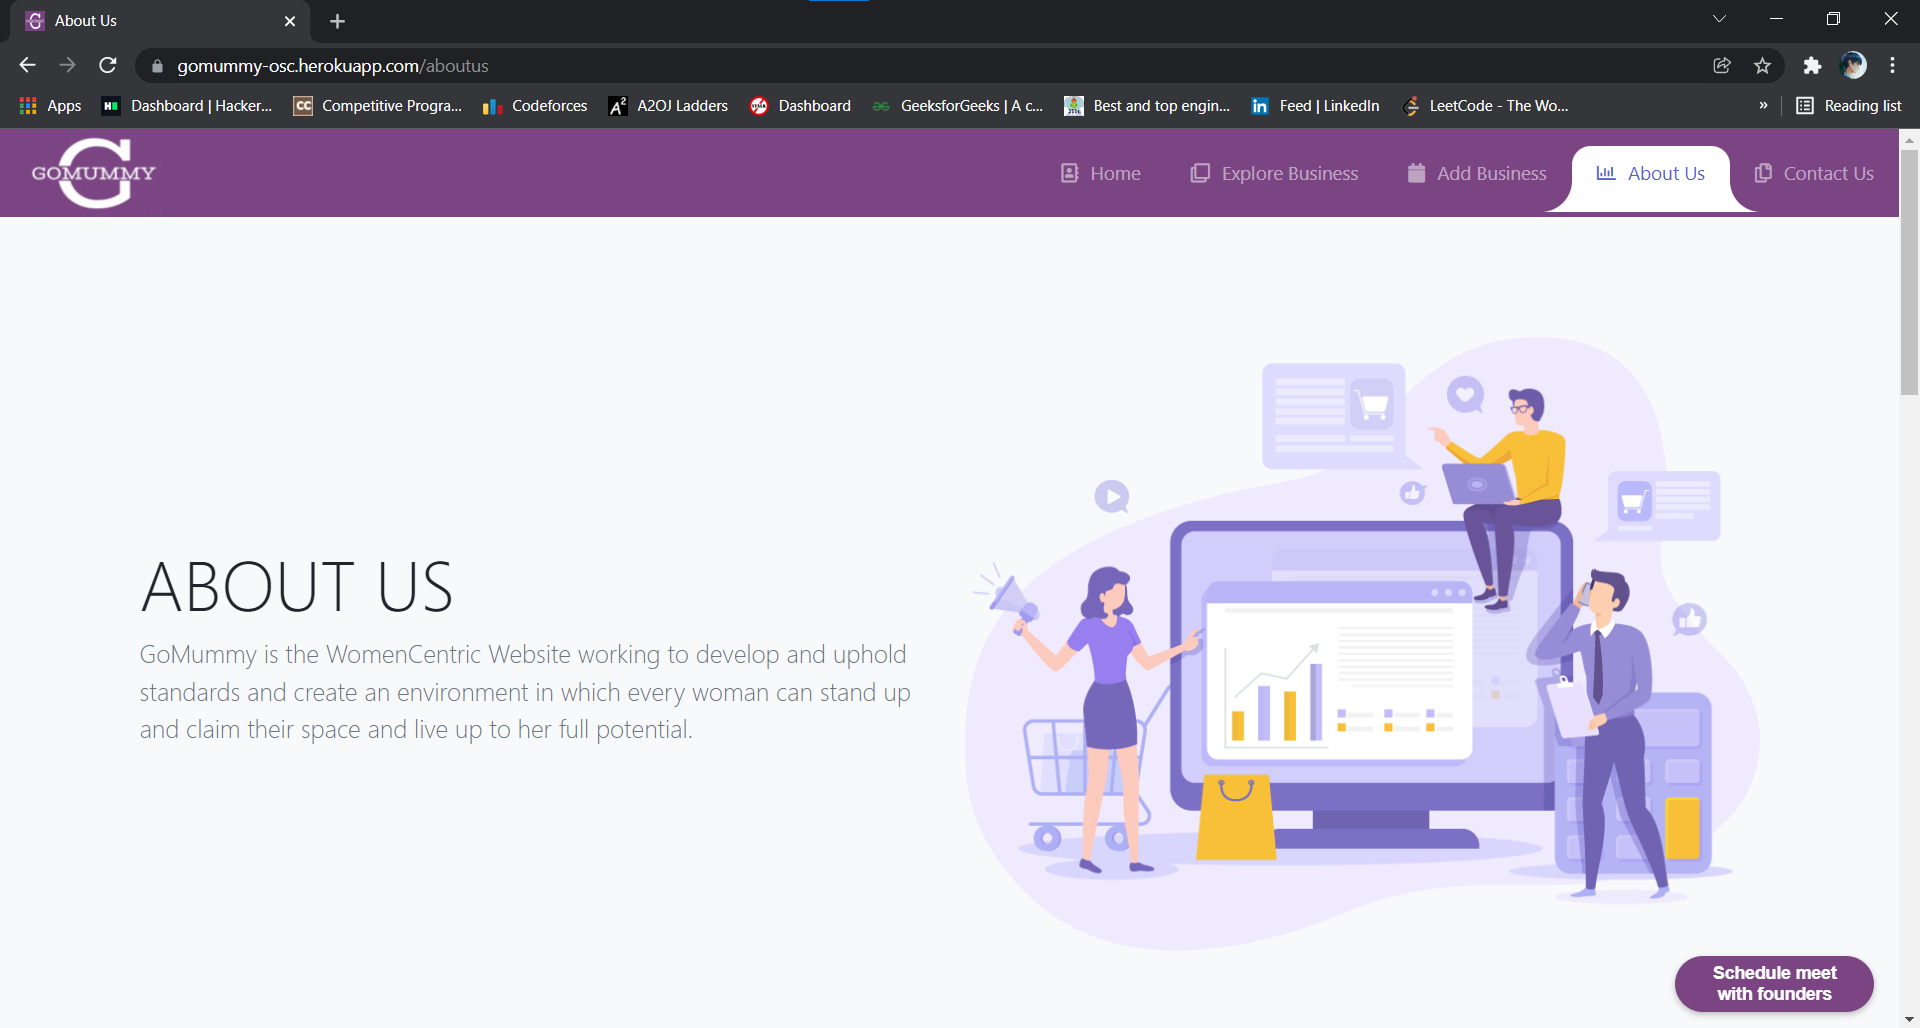 About Us
gomummy-osc.herokuapp.com/aboutus
Apps
Dashboard | Hacker...
Competitive Progra...
Codeforces
A2OJ Ladders
Dashboard
GeeksforGeeks | A c...
Best and top engin...
Feed | LinkedIn
LeetCode - The Wo...
»
Reading list
GOMUMMY
Home
Explore Business
Add Business
About Us
Contact Us
ABOUT US
GoMummy is the WomenCentric Website working to develop and uphold
standards and create an environment in which every woman can stand up
and claim their space and live up to her full potential.
Schedule meet
with founders